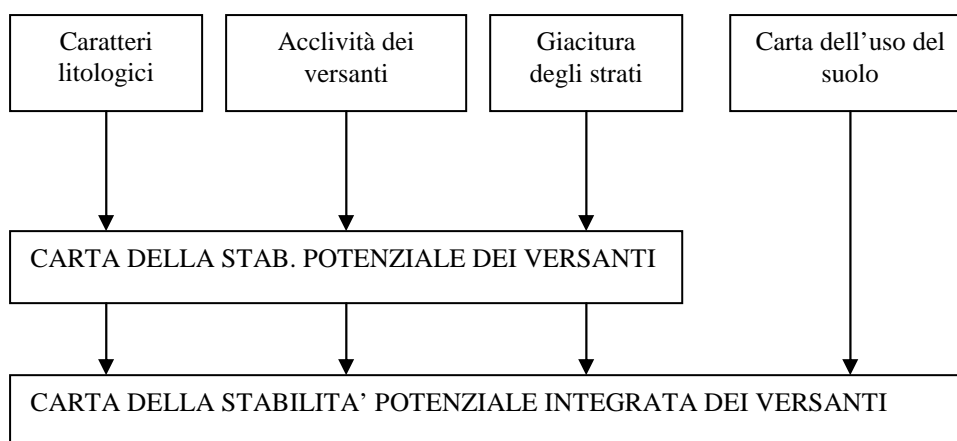 Caratteri
litologici
Acclività dei
versanti
Giacitura
degli strati
Carta dell’uso del
suolo
CARTA DELLA STAB. POTENZIALE DEI VERSANTI
CARTA DELLA STABILITA’ POTENZIALE INTEGRATA DEI VERSANTI